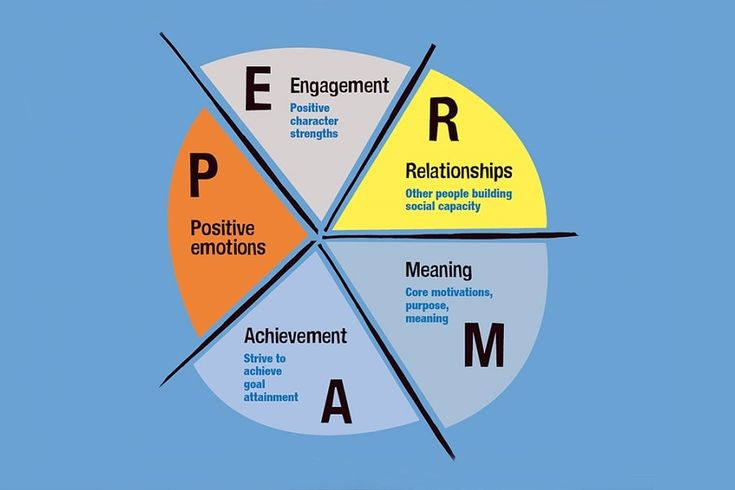 P
Positive
emotions
E
Engagement
Positive
character
strengths
R
Relationships
Other people building
social capacity
Meaning
Core motivations,
purpose,
meaning
M
Achievement
Strive to
achieve
goal
attainment
A